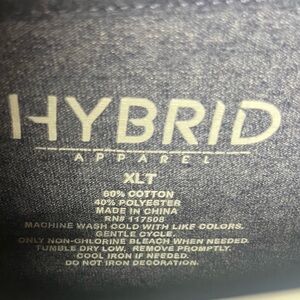 HYBRID
APPAREL
XLT
60% COTTON
40% POLYESTER
MADE IN CHINA
RN# 117508
MACHINE WASH COLD WITH LIKE COLORS.
GENTLE CYCLE.
ONLY NON-CHLORINE BLEACH WHEN NEEDED.
TUMBLE DRY LOW. REMOVE PROMPTLY.
COOL IRON IF NEEDED.
DO NOT IRON DECORATION.